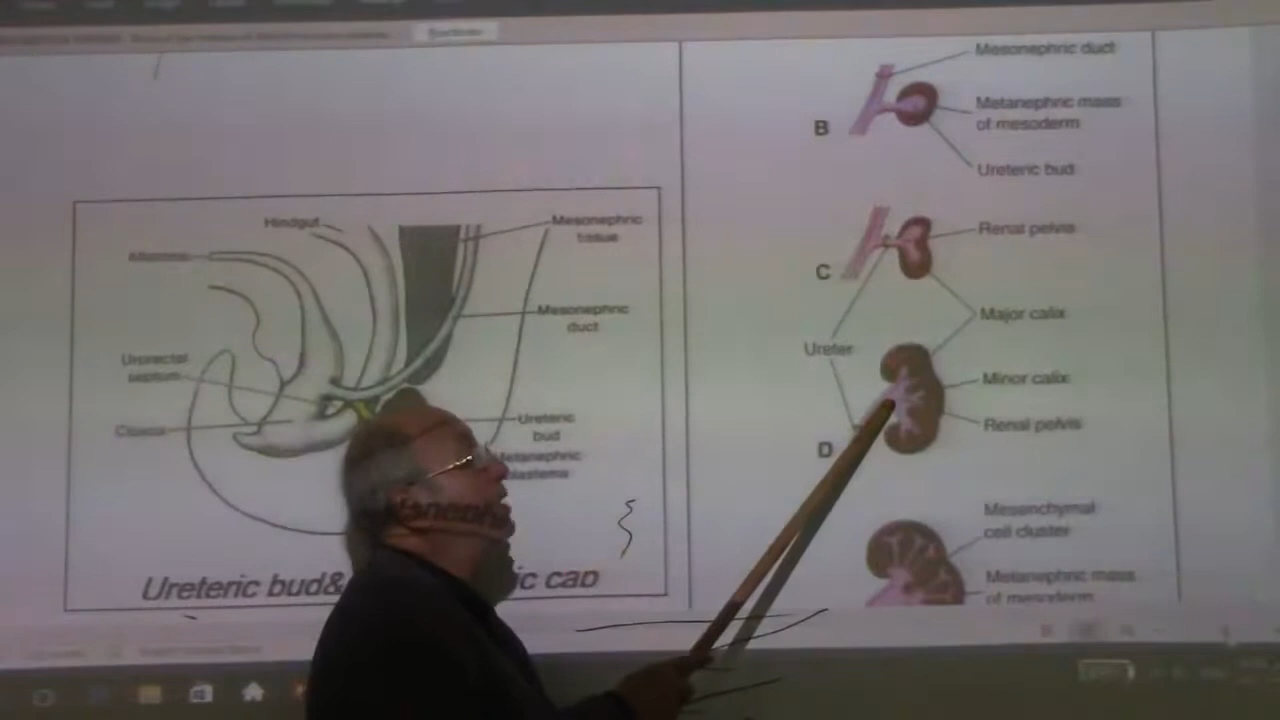 Hindgut
Mesonephric
tissue
Allantois
Mesonephric
duct
Urorectal
septum
Cloaca
Ureteric
bud
Metanephric
blastema
Ureteric bud&
ic cap
Mesonephric duct
Metanephric mass
of mesoderm
B
Ureteric bud
Renal pelvis
C
Major calix
Ureter
Minor calix
Renal pelvis
D
Mesenchymal
cell cluster
Metanephric mass
of mesoderm